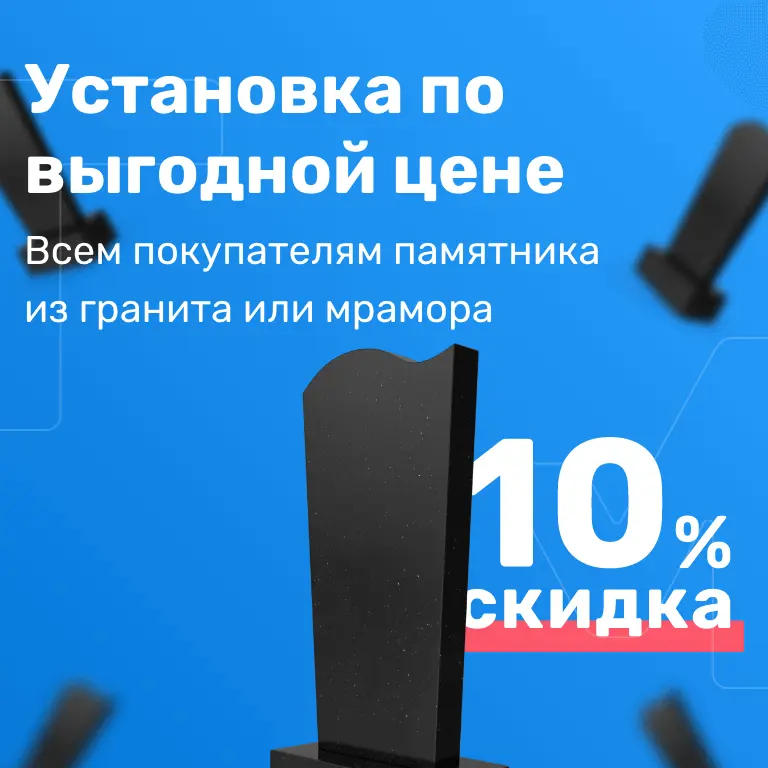 Установка по
выгодной цене
Всем покупателям памятника
из гранита или мрамора
10%
скидка